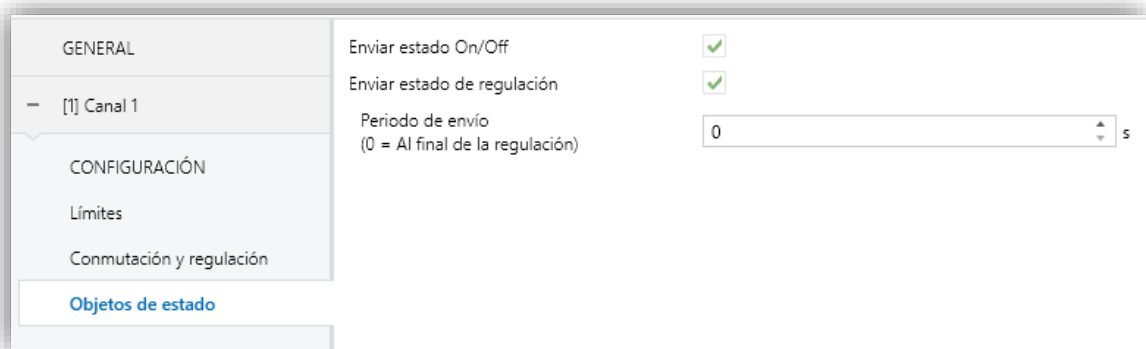 GENERAL
[1] Canal 1
CONFIGURACIÓN
Límites
Conmutación y regulación
Objetos de estado
Enviar estado On/Off
Enviar estado de regulación
Periodo de envío
(0 = Al final de la regulación)
0 s